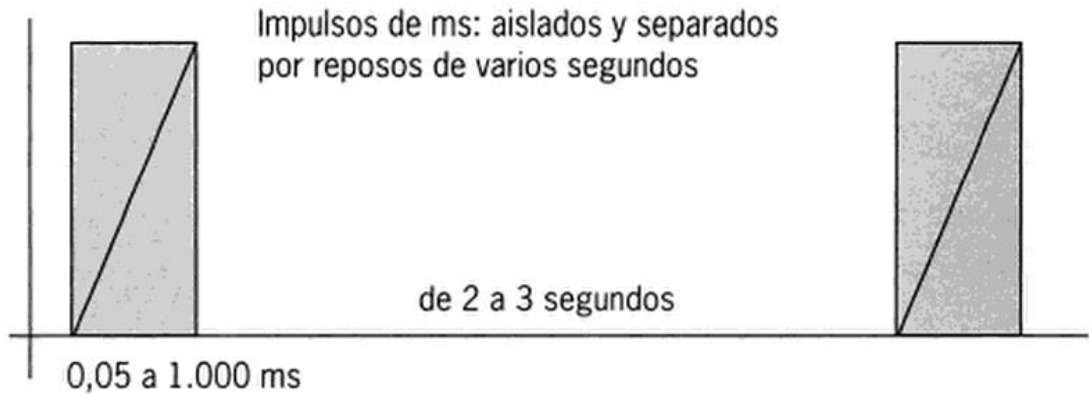 Impulsos de ms: aislados y separados
por reposos de varios segundos
de 2 a 3 segundos
0,05 a 1.000 ms